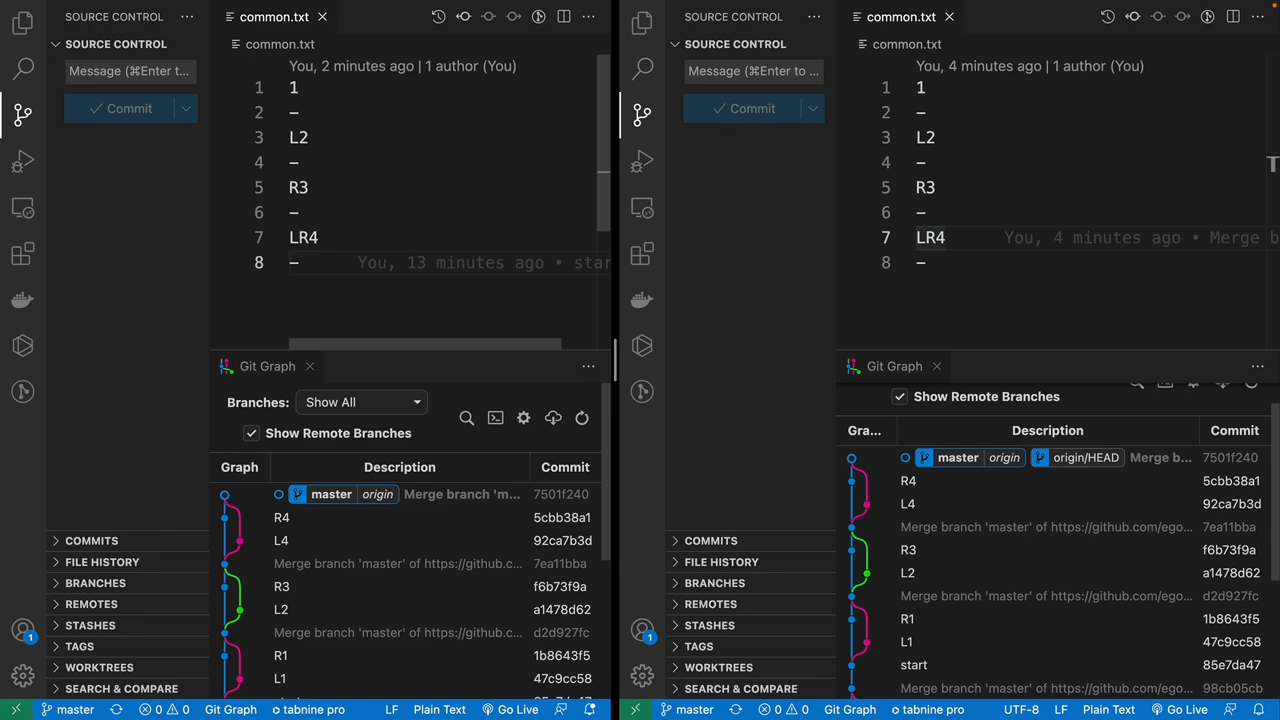 SOURCE CONTROL ···
common.txt
SOURCE CONTROL
Message (⌘Enter t...
Commit
common.txt
You, 2 minutes ago | 1 author (You)
1 1
2 –
3 L2
4 –
5 R3
6 –
7 LR4
8 – You, 13 minutes ago • star
Git Graph
Branches: Show All
Show Remote Branches
Graph Description Commit
master origin Merge branch 'm... 7501f240
R4 5cbb38a1
L4 92ca7b3d
Merge branch 'master' of https://github.c... 7ea11bba
R3 f6b73f9a
L2 a1478d62
Merge branch 'master' of https://github.c... d2d927fc
R1 1b8643f5
L1 47c9cc58
COMMITS
FILE HISTORY
BRANCHES
REMOTES
STASHES
TAGS
WORKTREES
SEARCH & COMPARE
1
master 0 0 Git Graph tabnine pro LF Plain Text Go Live
SOURCE CONTROL ···
common.txt
SOURCE CONTROL
Message (⌘Enter to ...
Commit
common.txt
You, 4 minutes ago | 1 author (You)
1 1
2 –
3 L2
4 –
5 R3
6 –
7 LR4 You, 4 minutes ago • Merge b
8 –
T
Git Graph
Show Remote Branches
Gra... Description Commit
master origin origin/HEAD Merge b... 7501f240
R4 5cbb38a1
L4 92ca7b3d
Merge branch 'master' of https://github.com/ego... 7ea11bba
R3 f6b73f9a
L2 a1478d62
Merge branch 'master' of https://github.com/ego... d2d927fc
R1 1b8643f5
L1 47c9cc58
start 85e7da47
Merge branch 'master' of https://github.com/ego... 98cb05cb
COMMITS
FILE HISTORY
BRANCHES
REMOTES
STASHES
TAGS
WORKTREES
SEARCH & COMPARE
1
master 0 0 Git Graph tabnine pro UTF-8 LF Plain Text Go Live